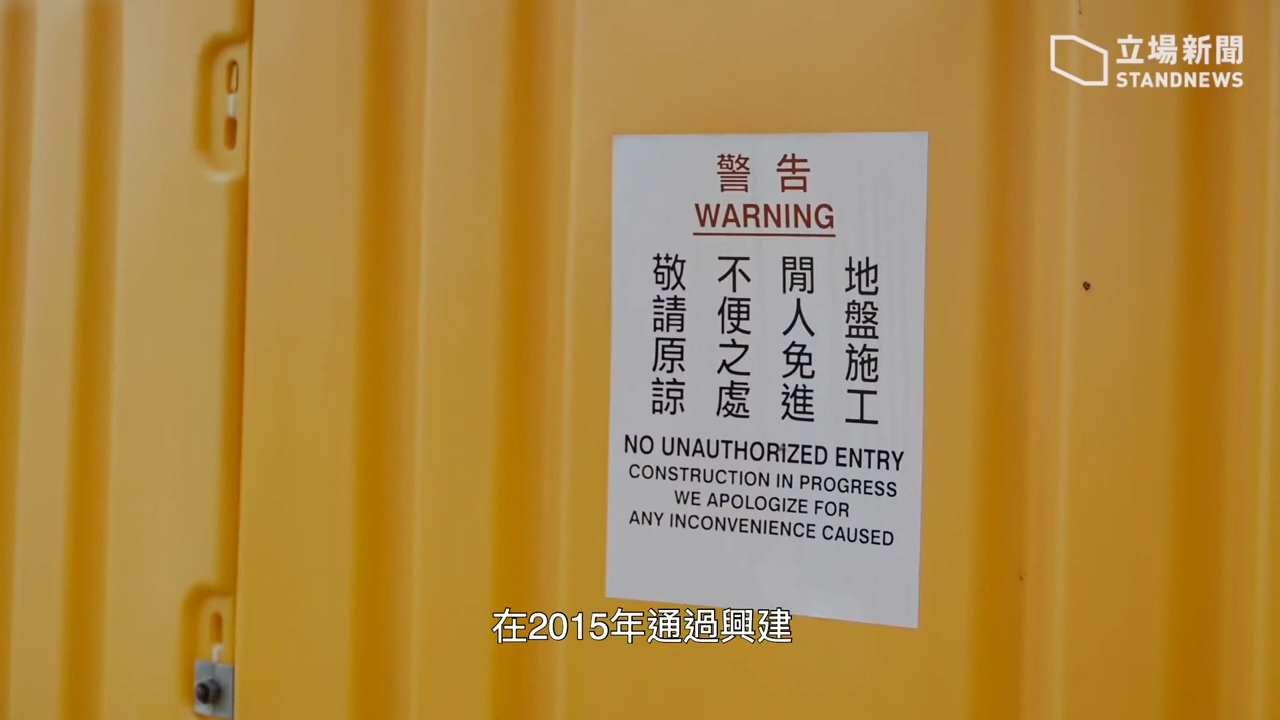 立場新聞
STANDNEWS
警告
WARNING
地盤施工
閒人免進
不便之處
敬請原諒
NO UNAUTHORIZED ENTRY
CONSTRUCTION IN PROGRESS
WE APOLOGIZE FOR
ANY INCONVENIENCE CAUSED
在2015年通過興建